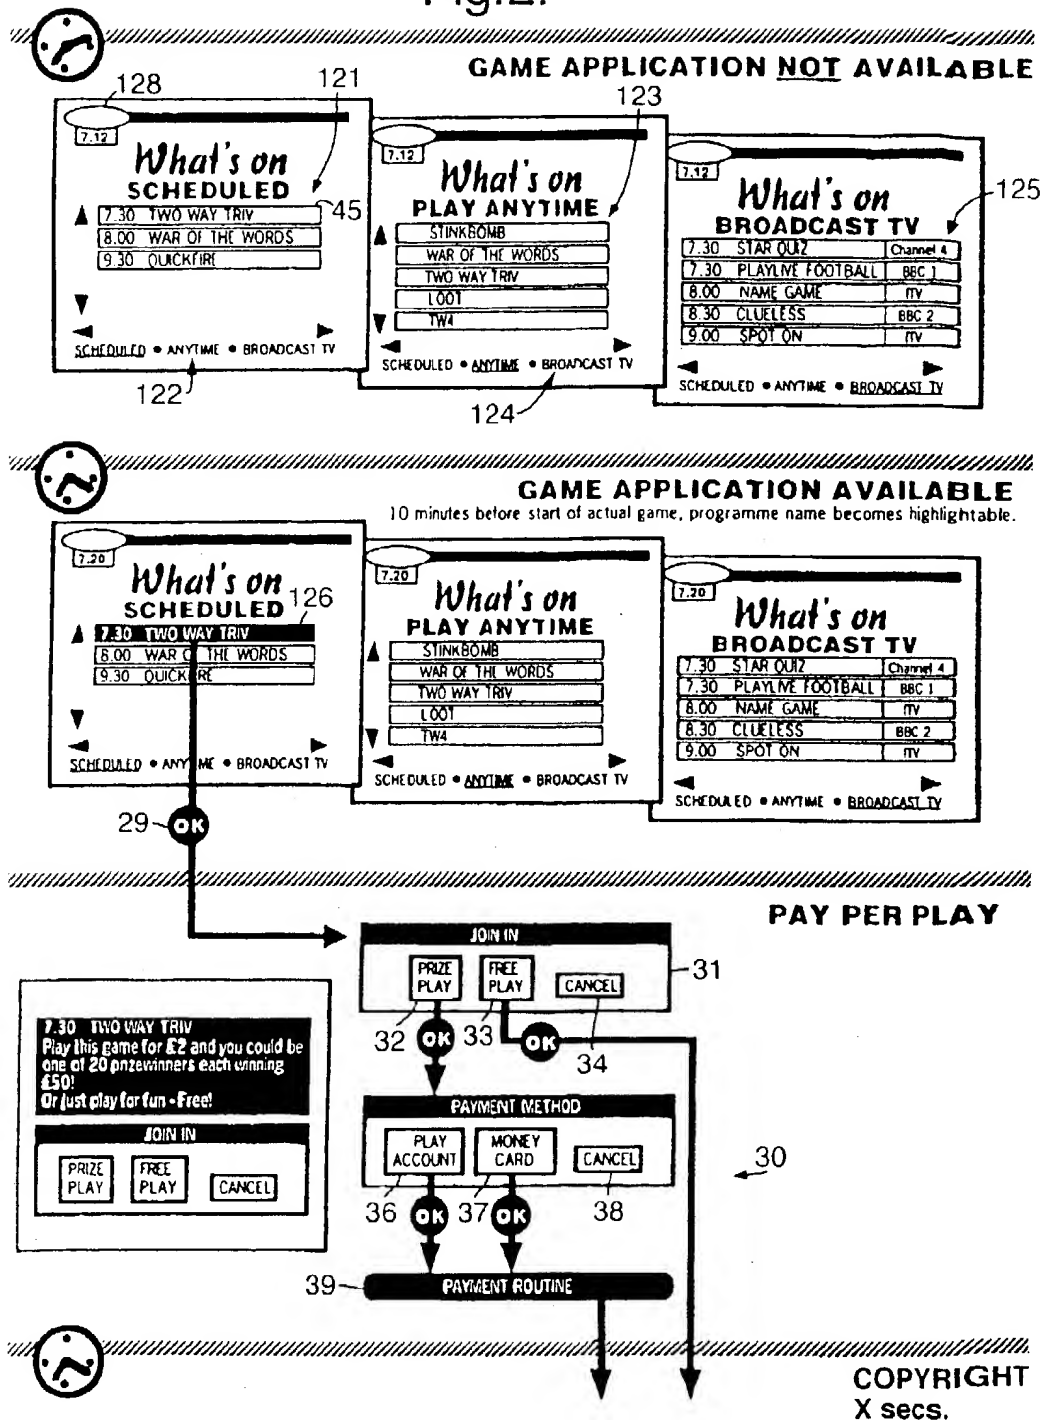 Fig.2.
GAME APPLICATION NOT AVAILABLE
128
121
123
125
7.12
What's on
SCHEDULED
45
7.30 TWO WAY TRIV
8.00 WAR OF THE WORDS
9.30 QUICKFIRE
SCHEDULED • ANYTIME • BROADCAST TV
122
7.12
What's on
PLAY ANYTIME
STINKBOMB
WAR OF THE WORDS
TWO WAY TRIV
LOOT
TW4
SCHEDULED • ANYTIME • BROADCAST TV
124
7.12
What's on
BROADCAST TV
7.30 STAR QUIZ Channel 4
7.30 PLAYLIVE FOOTBALL BBC 1
8.00 NAME GAME ITV
8.30 CLUELESS BBC 2
9.00 SPOT ON ITV
SCHEDULED • ANYTIME • BROADCAST TV
GAME APPLICATION AVAILABLE
10 minutes before start of actual game, programme name becomes highlightable.
7.20
What's on
SCHEDULED
126
7.30 TWO WAY TRIV
8.00 WAR OF THE WORDS
9.30 QUICKFIRE
SCHEDULED • ANYTIME • BROADCAST TV
7.20
What's on
PLAY ANYTIME
STINKBOMB
WAR OF THE WORDS
TWO WAY TRIV
LOOT
TW4
SCHEDULED • ANYTIME • BROADCAST TV
7.20
What's on
BROADCAST TV
7.30 STAR QUIZ Channel 4
7.30 PLAYLIVE FOOTBALL BBC 1
8.00 NAME GAME ITV
8.30 CLUELESS BBC 2
9.00 SPOT ON ITV
SCHEDULED • ANYTIME • BROADCAST TV
29 OK
PAY PER PLAY
JOIN IN
31
PRIZE PLAY
FREE PLAY
CANCEL
32 OK 33 OK 34
7.30 TWO WAY TRIV
Play this game for £2 and you could be
one of 20 prizewinners each winning
£50!
Or just play for fun - Free!
JOIN IN
PRIZE PLAY
FREE PLAY
CANCEL
PAYMENT METHOD
PLAY ACCOUNT
MONEY CARD
CANCEL
30
36 OK 37 OK 38
39 PAYMENT ROUTINE
COPYRIGHT
X secs.